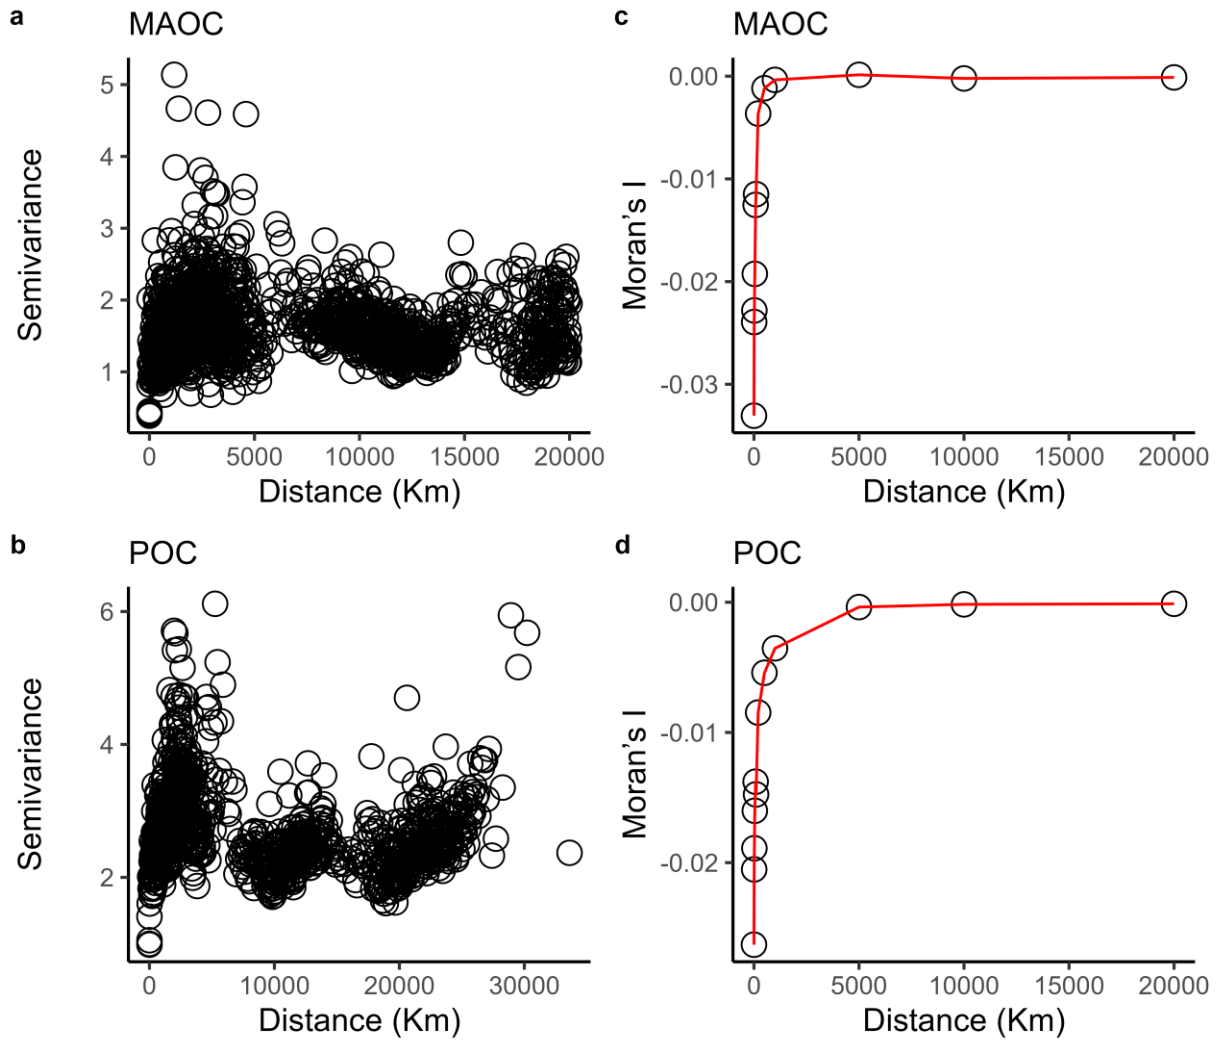 a
MAOC
Semivariance
5
4
3
2
1
0 5000 10000 15000 20000
Distance (Km)
c
MAOC
Moran's I
0.00
-0.01
-0.02
-0.03
0 5000 10000 15000 20000
Distance (Km)
b
POC
Semivariance
6
4
2
0 10000 20000 30000
Distance (Km)
d
POC
Moran's I
0.00
-0.01
-0.02
0 5000 10000 15000 20000
Distance (Km)